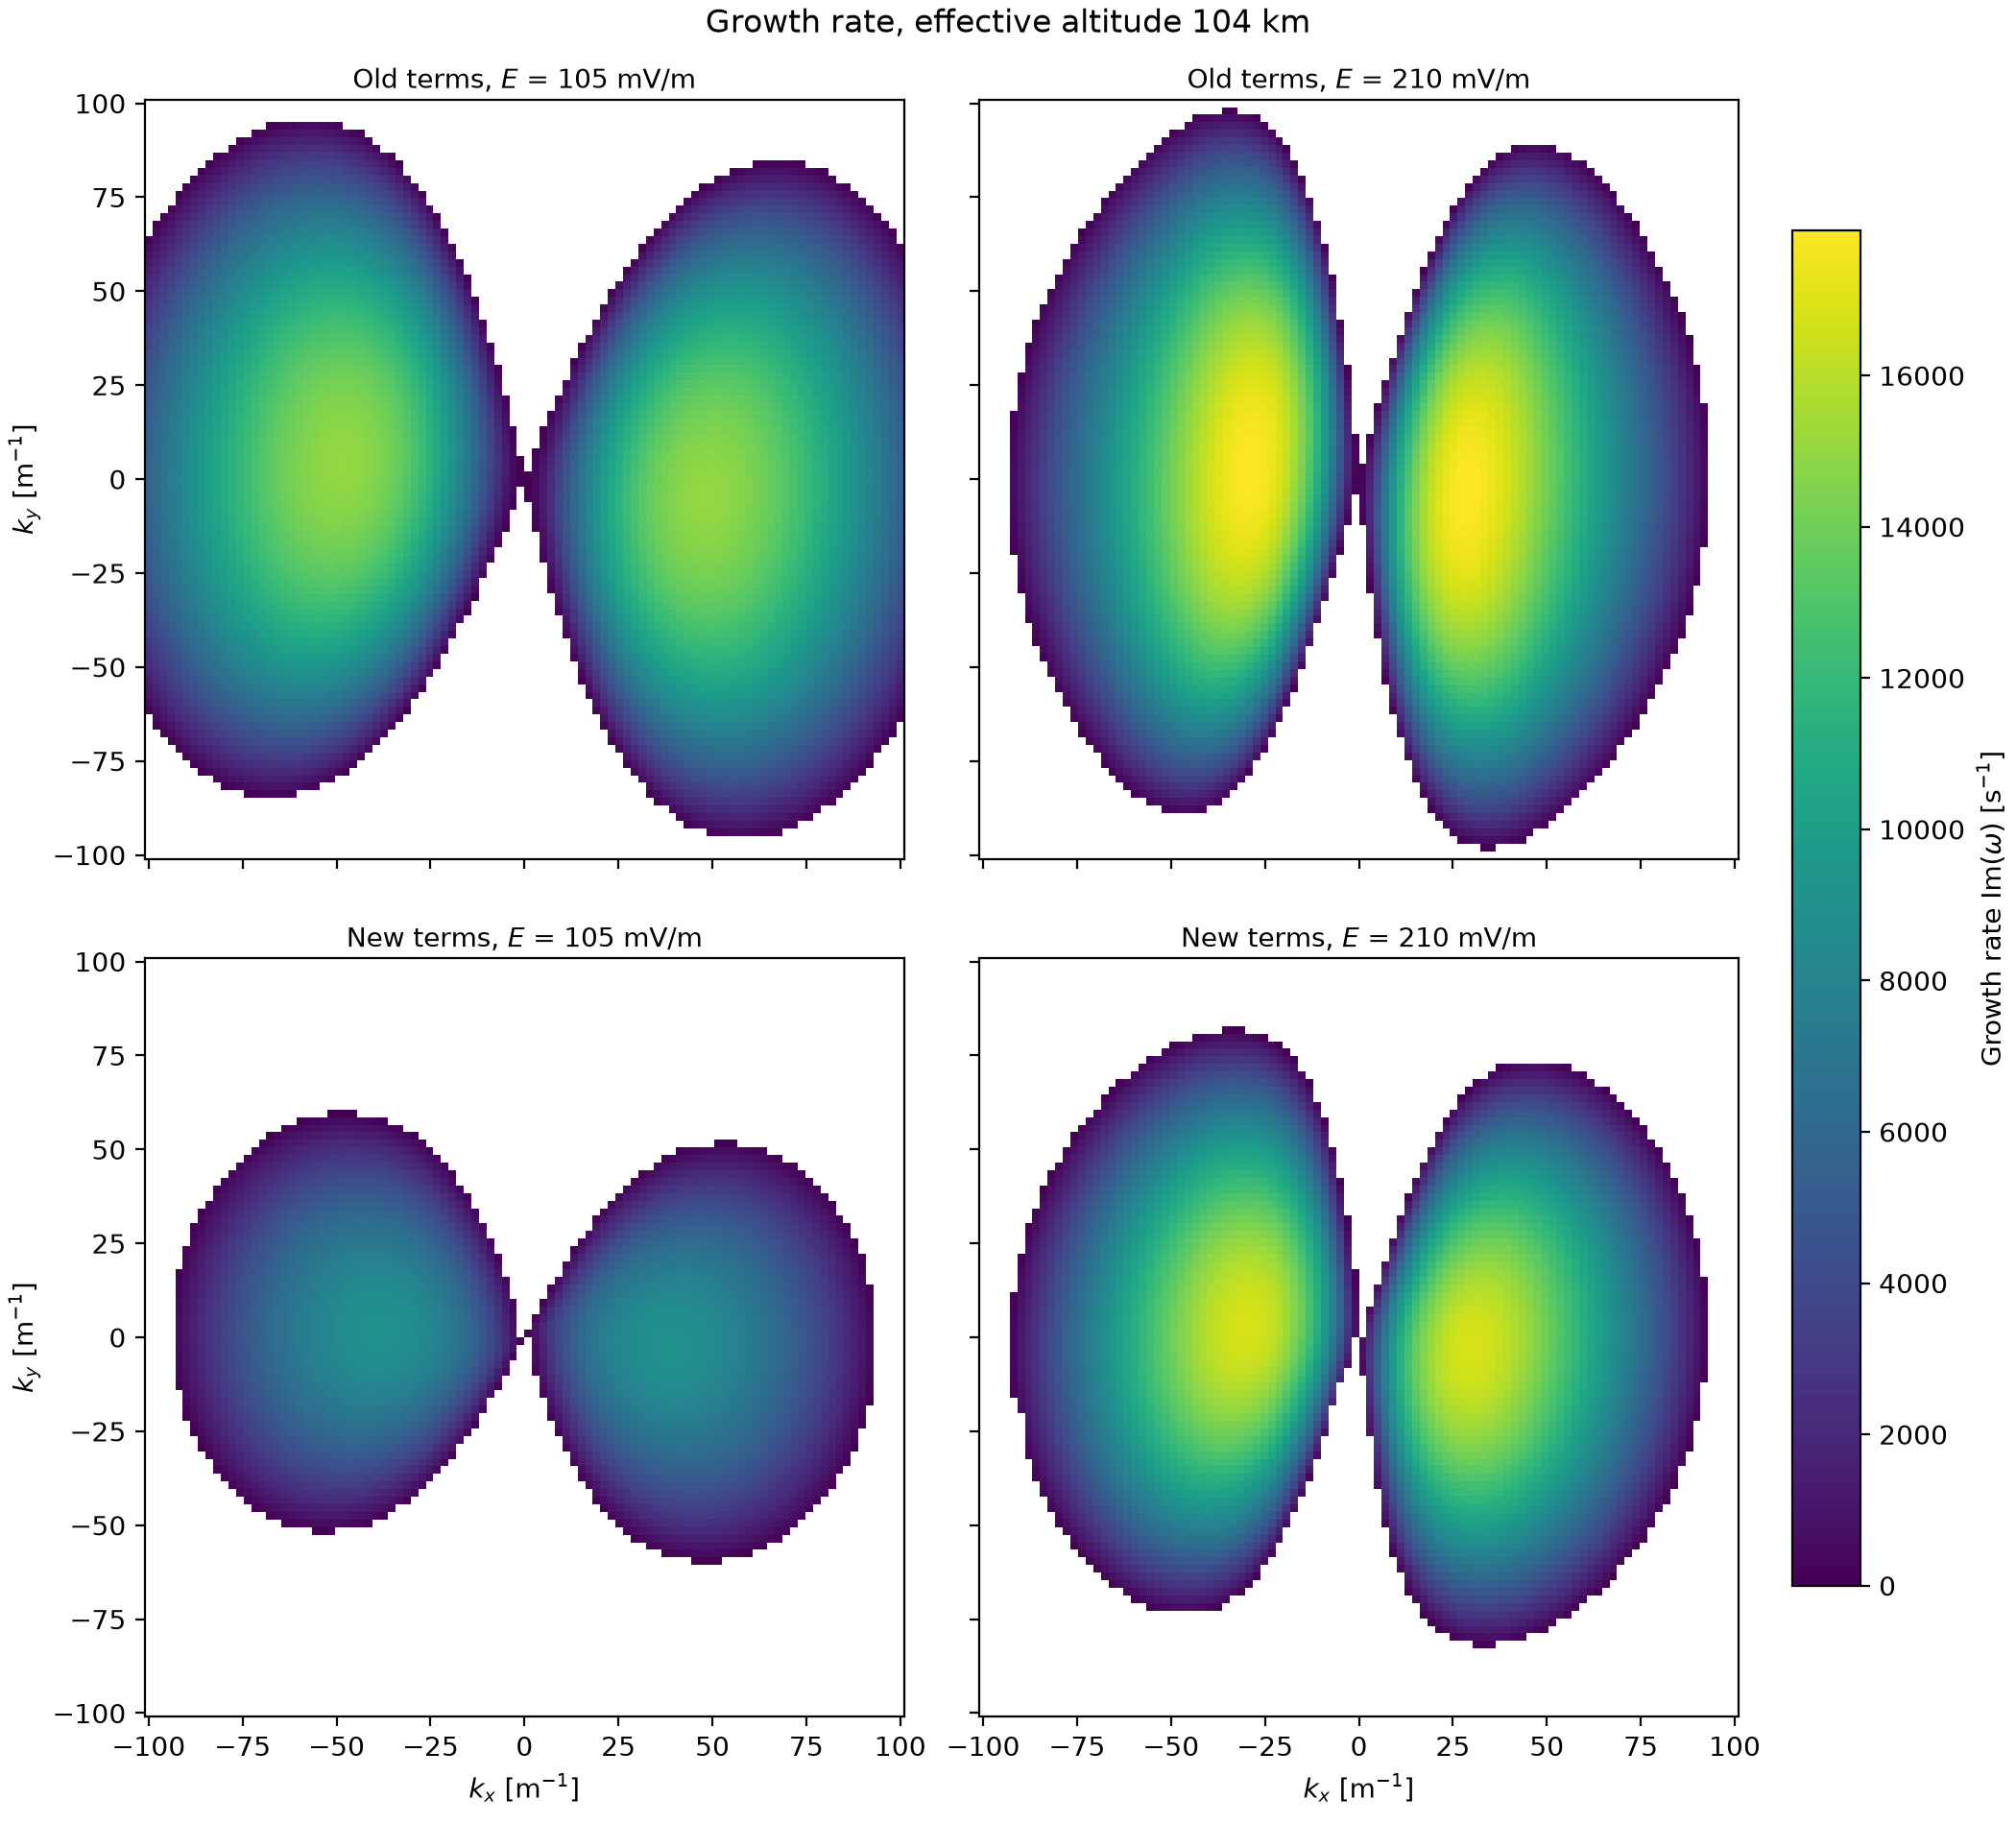 Growth rate, effective altitude 104 km
Old terms, E = 105 mV/m
Old terms, E = 210 mV/m
100
75
50
25
0
−25
−50
−75
−100
k_y [m⁻¹]
New terms, E = 105 mV/m
New terms, E = 210 mV/m
100
75
50
25
0
−25
−50
−75
−100
k_y [m⁻¹]
−100 −75 −50 −25 0 25 50 75 100
−100 −75 −50 −25 0 25 50 75 100
k_x [m⁻¹]
k_x [m⁻¹]
16000
14000
12000
10000
8000
6000
4000
2000
0
Growth rate Im(ω) [s⁻¹]